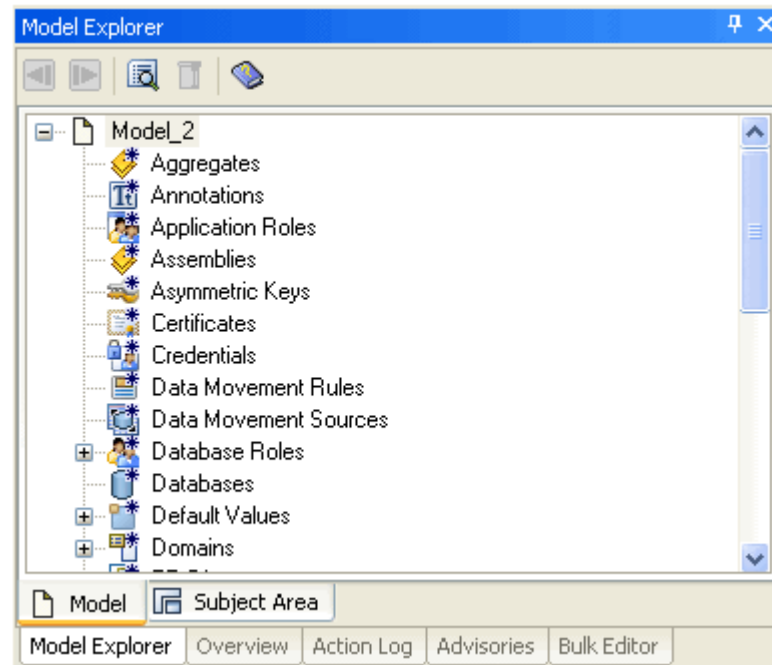 Model Explorer
Model_2
Aggregates
Annotations
Application Roles
Assemblies
Asymmetric Keys
Certificates
Credentials
Data Movement Rules
Data Movement Sources
Database Roles
Databases
Default Values
Domains
Model Subject Area
Model Explorer Overview Action Log Advisories Bulk Editor